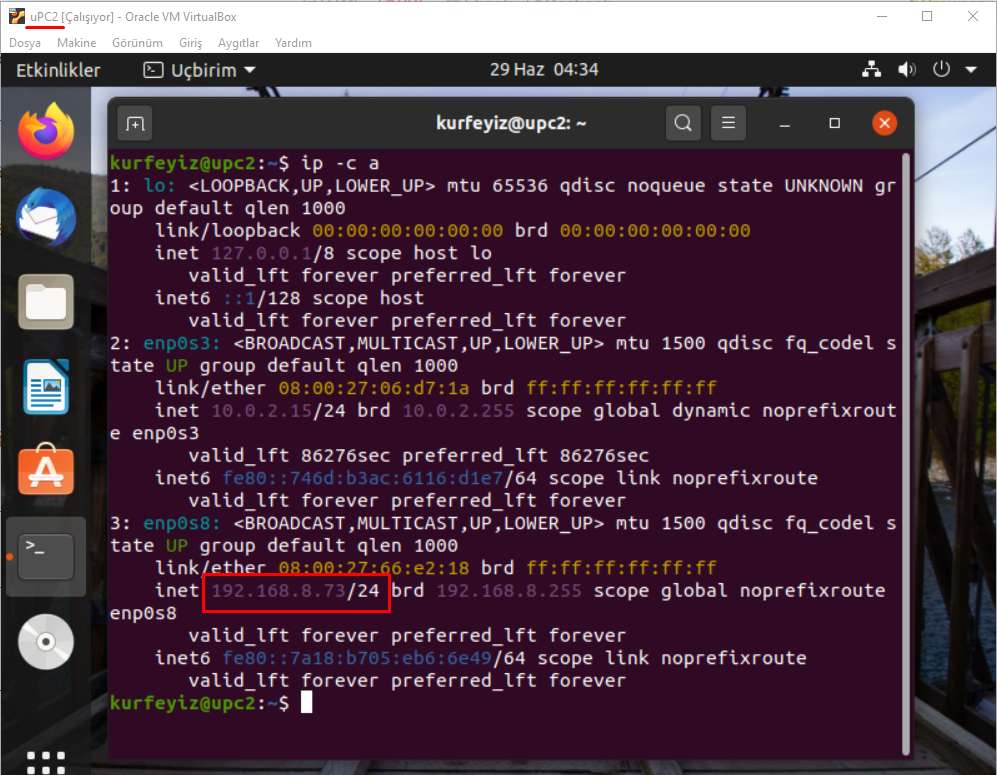 uPC2 [Çalışıyor] - Oracle VM VirtualBox
Dosya Makine Görünüm Giriş Aygıtlar Yardım
Etkinlikler Uçbirim 29 Haz 04:34
kurfeyiz@upc2: ~
kurfeyiz@upc2:~$ ip -c a
1: lo: <LOOPBACK,UP,LOWER_UP> mtu 65536 qdisc noqueue state UNKNOWN gr
oup default qlen 1000
link/loopback 00:00:00:00:00:00 brd 00:00:00:00:00:00
inet 127.0.0.1/8 scope host lo
valid_lft forever preferred_lft forever
inet6 ::1/128 scope host
valid_lft forever preferred_lft forever
2: enp0s3: <BROADCAST,MULTICAST,UP,LOWER_UP> mtu 1500 qdisc fq_codel s
tate UP group default qlen 1000
link/ether 08:00:27:06:d7:1a brd ff:ff:ff:ff:ff:ff
inet 10.0.2.15/24 brd 10.0.2.255 scope global dynamic noprefixrout
e enp0s3
valid_lft 86276sec preferred_lft 86276sec
inet6 fe80::746d:b3ac:6116:d1e7/64 scope link noprefixroute
valid_lft forever preferred_lft forever
3: enp0s8: <BROADCAST,MULTICAST,UP,LOWER_UP> mtu 1500 qdisc fq_codel s
tate UP group default qlen 1000
link/ether 08:00:27:66:e2:18 brd ff:ff:ff:ff:ff:ff
inet 192.168.8.73/24 brd 192.168.8.255 scope global noprefixroute
enp0s8
valid_lft forever preferred_lft forever
inet6 fe80::7a18:b705:eb6:6e49/64 scope link noprefixroute
valid_lft forever preferred_lft forever
kurfeyiz@upc2:~$